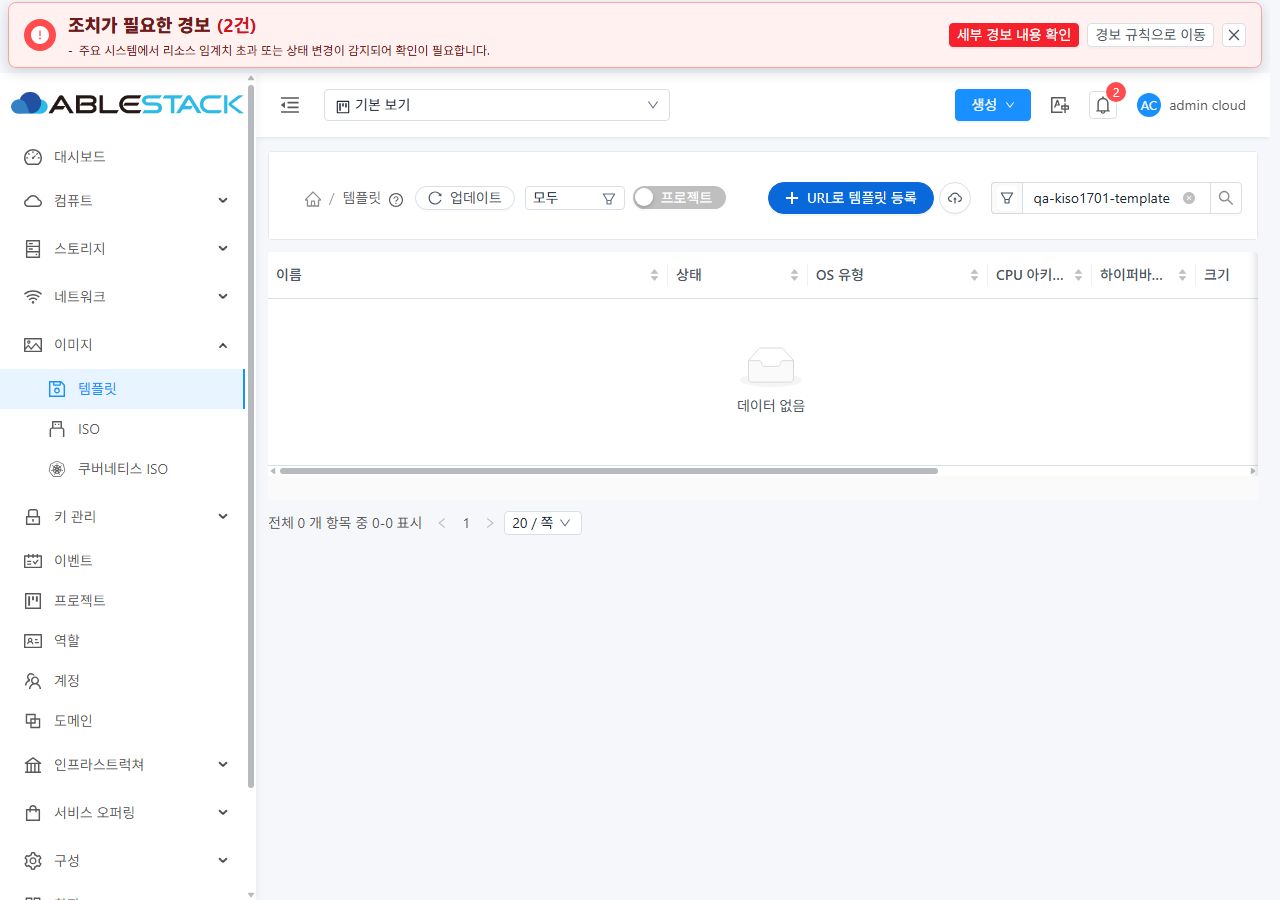 조치가 필요한 경보 (2건)
- 주요 시스템에서 리소스 임계치 초과 또는 상태 변경이 감지되어 확인이 필요합니다.
세부 경보 내용 확인
경보 규칙으로 이동
ABLESTACK
기본 보기
생성
2
AC
admin cloud
대시보드
컴퓨트
스토리지
네트워크
이미지
템플릿
ISO
쿠버네티스 ISO
키 관리
이벤트
프로젝트
역할
계정
도메인
인프라스트럭쳐
서비스 오퍼링
구성
/ 템플릿
업데이트
모두
프로젝트
URL로 템플릿 등록
qa-kiso1701-template
이름
상태
OS 유형
CPU 아키...
하이퍼바...
크기
데이터 없음
전체 0 개 항목 중 0-0 표시
1
20 / 쪽